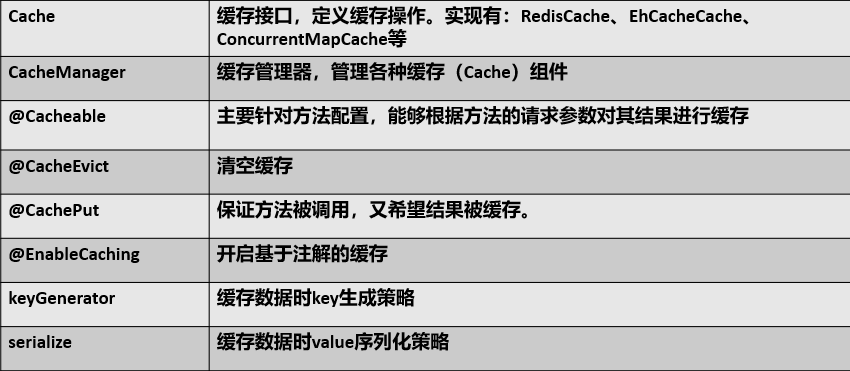 Cache
缓存接口，定义缓存操作。实现有：RedisCache、EhCacheCache、
ConcurrentMapCache等
CacheManager
缓存管理器，管理各种缓存（Cache）组件
@Cacheable
主要针对方法配置，能够根据方法的请求参数对其结果进行缓存
@CacheEvict
清空缓存
@CachePut
保证方法被调用，又希望结果被缓存。
@EnableCaching
开启基于注解的缓存
keyGenerator
缓存数据时key生成策略
serialize
缓存数据时value序列化策略